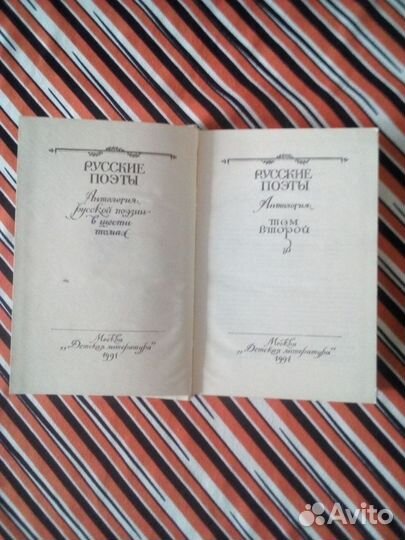 РУССКИЕ
ПОЭТЫ
Антология
русской поэзии
в шести
томах
Москва
„Детская литература"
1991
РУССКИЕ
ПОЭТЫ
Антология
том
второй
Москва
„Детская литература"
1991
Avito